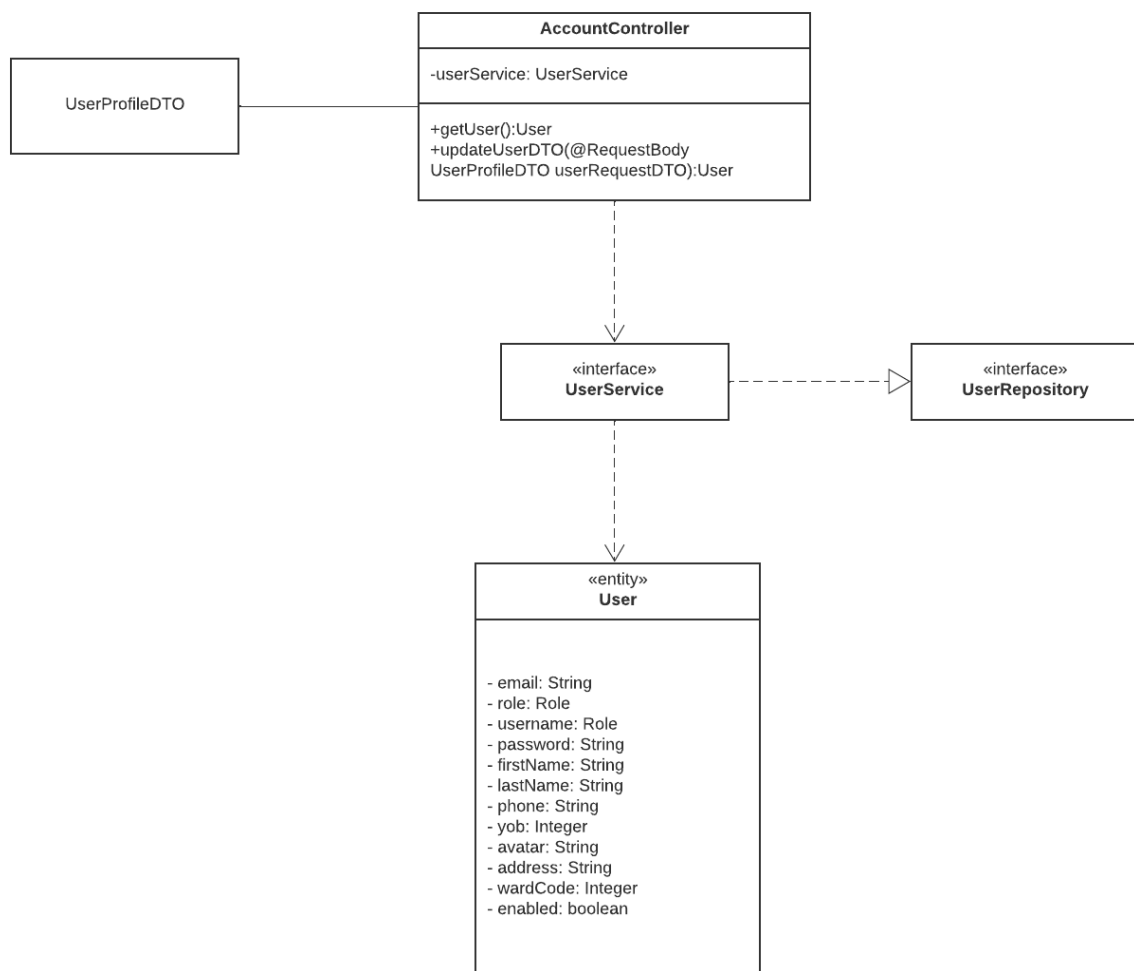 AccountController
-userService: UserService
UserProfileDTO
+getUser():User
+updateUserDTO(@RequestBody
UserProfileDTO userRequestDTO):User
«interface»
UserService
«interface»
UserRepository
«entity»
User
- email: String
- role: Role
- username: Role
- password: String
- firstName: String
- lastName: String
- phone: String
- yob: Integer
- avatar: String
- address: String
- wardCode: Integer
- enabled: boolean